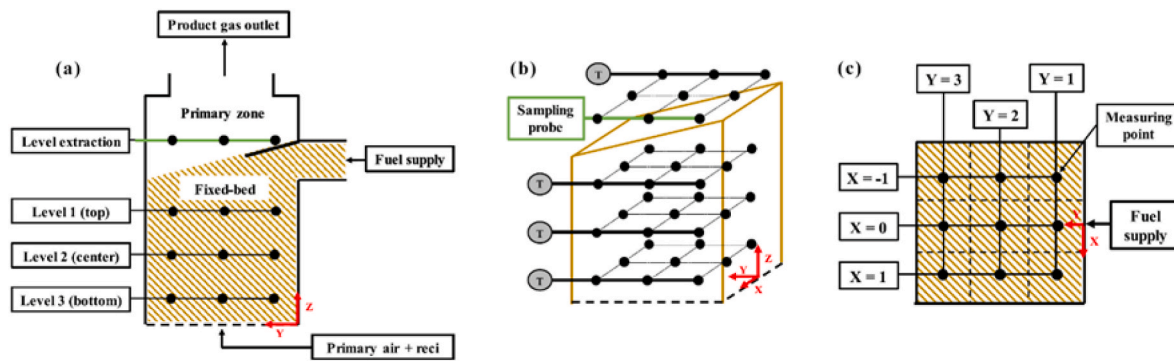 Product gas outlet
(a)
Primary zone
Level extraction
Fuel supply
Fixed-bed
Level 1 (top)
Level 2 (center)
Level 3 (bottom)
Z
Y
Primary air + reci
(b)
T
Sampling
probe
T
T
T
Z
Y
X
(c)
Y = 3
Y = 1
Y = 2
Measuring
point
X = -1
X = 0
X = 1
Y
X
Fuel
supply